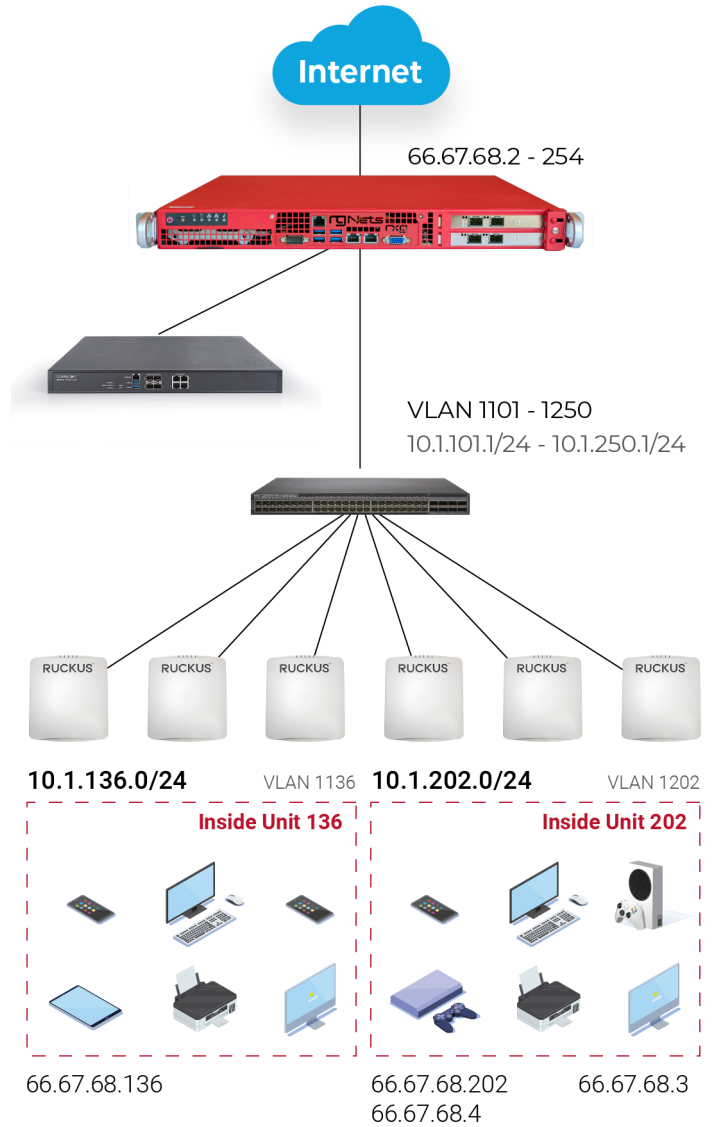 Internet
66.67.68.2 - 254
rgNets
rXg
VLAN 1101 - 1250
10.1.101.1/24 - 10.1.250.1/24
RUCKUS RUCKUS RUCKUS RUCKUS RUCKUS RUCKUS
10.1.136.0/24 VLAN 1136 10.1.202.0/24 VLAN 1202
Inside Unit 136 Inside Unit 202
66.67.68.136 66.67.68.202 66.67.68.3
66.67.68.4